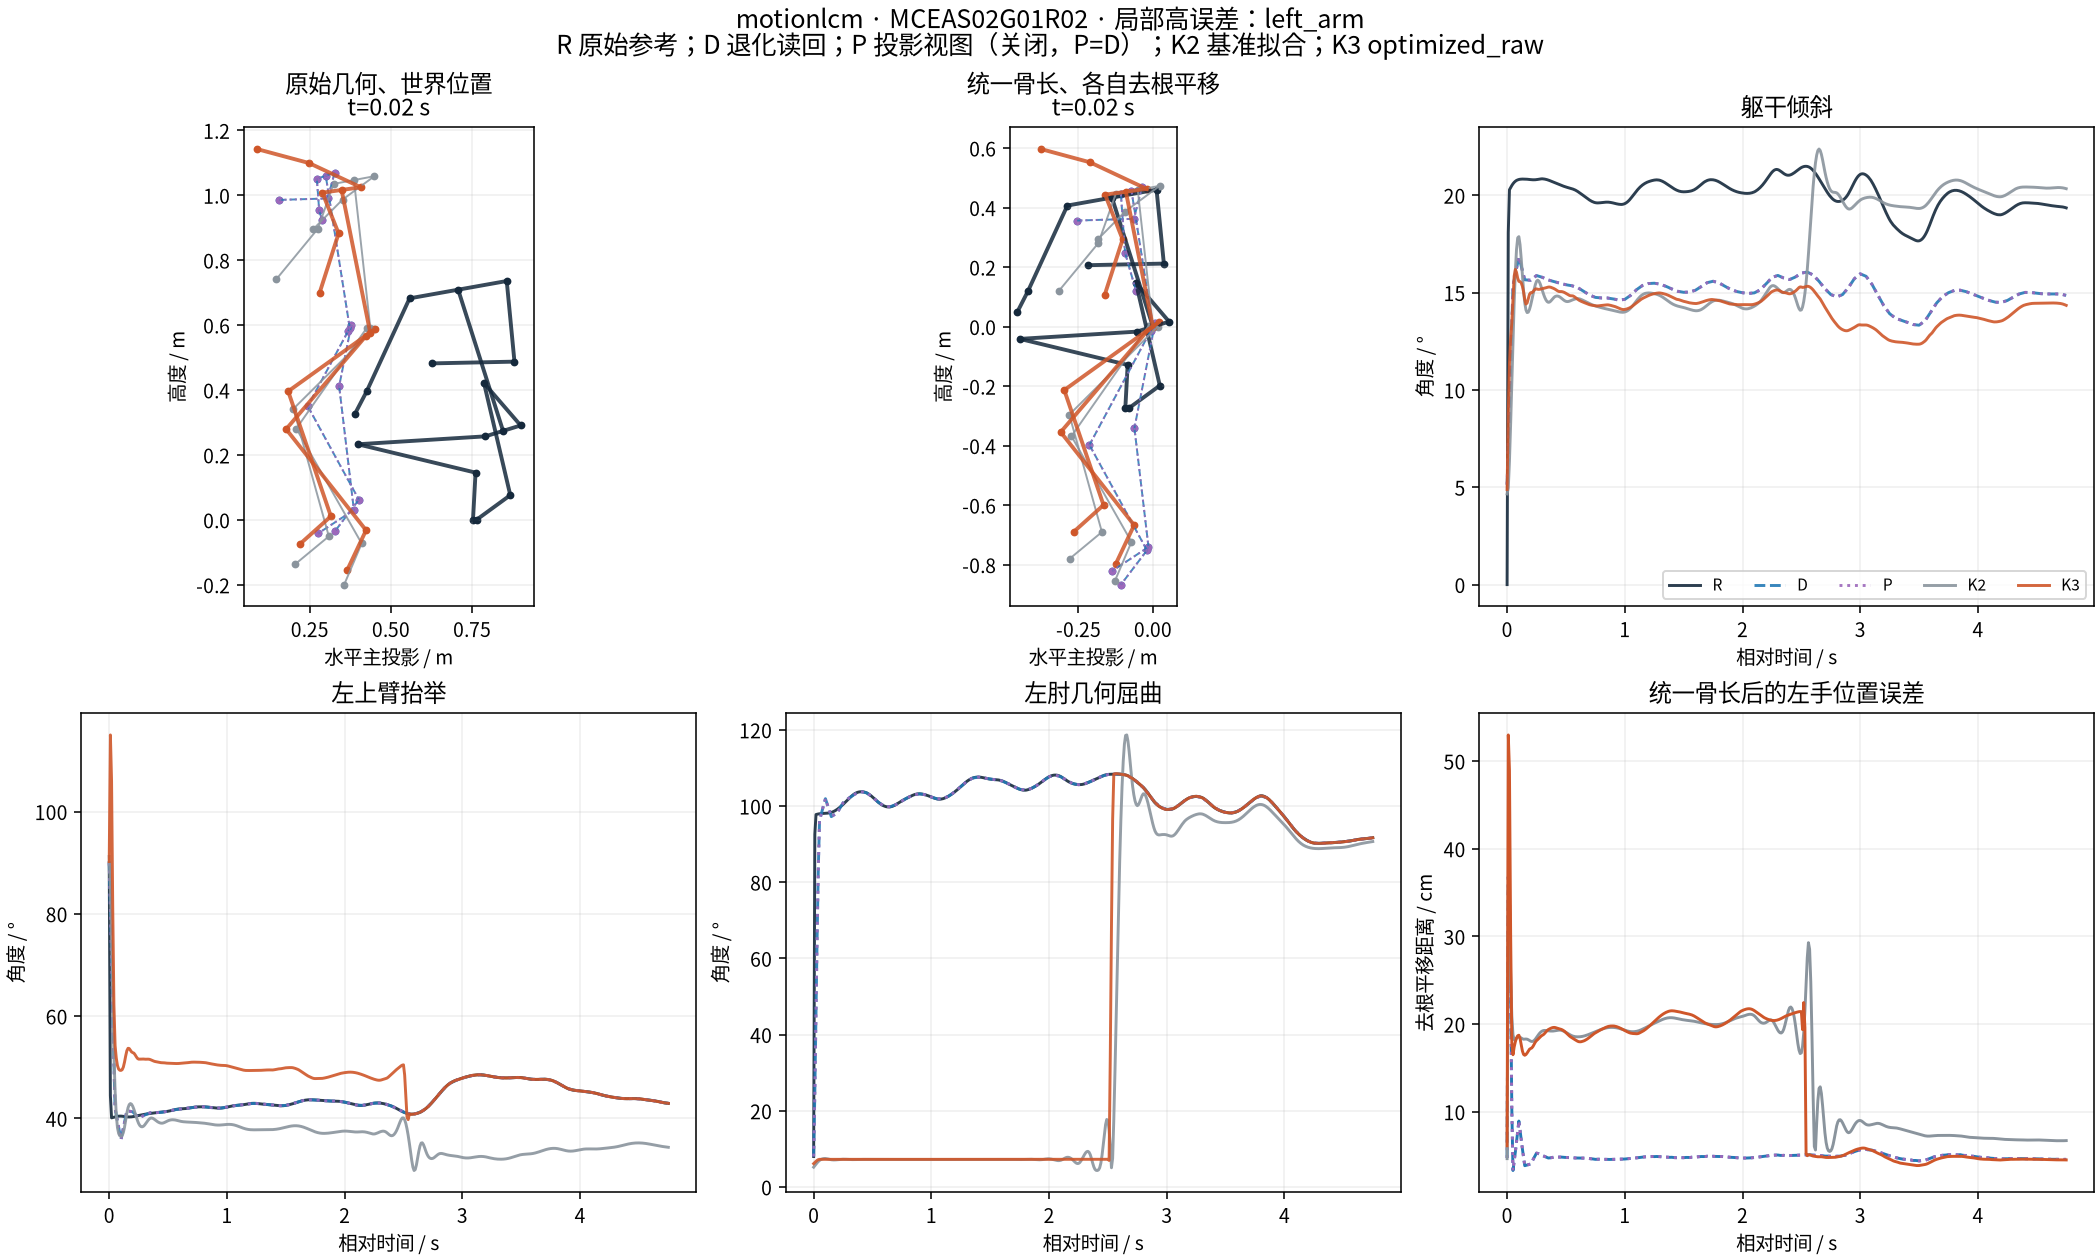 motionlcm · MCEAS02G01R02 · 局部高误差：left_arm
R 原始参考；D 退化读回；P 投影视图（关闭，P=D）；K2 基准拟合；K3 optimized_raw
原始几何、世界位置
t=0.02 s
1.2
1.0
0.8
0.6
0.4
0.2
0.0
-0.2
高度 / m
0.25
0.50
0.75
水平主投影 / m
统一骨长、各自去根平移
t=0.02 s
0.6
0.4
0.2
0.0
-0.2
-0.4
-0.6
-0.8
高度 / m
-0.25
0.00
水平主投影 / m
躯干倾斜
20
15
10
5
0
角度 / °
R
D
P
K2
K3
0
1
2
3
4
相对时间 / s
左上臂抬举
100
80
60
40
角度 / °
0
1
2
3
4
相对时间 / s
左肘几何屈曲
120
100
80
60
40
20
0
角度 / °
0
1
2
3
4
相对时间 / s
统一骨长后的左手位置误差
50
40
30
20
10
去根平移距离 / cm
0
1
2
3
4
相对时间 / s